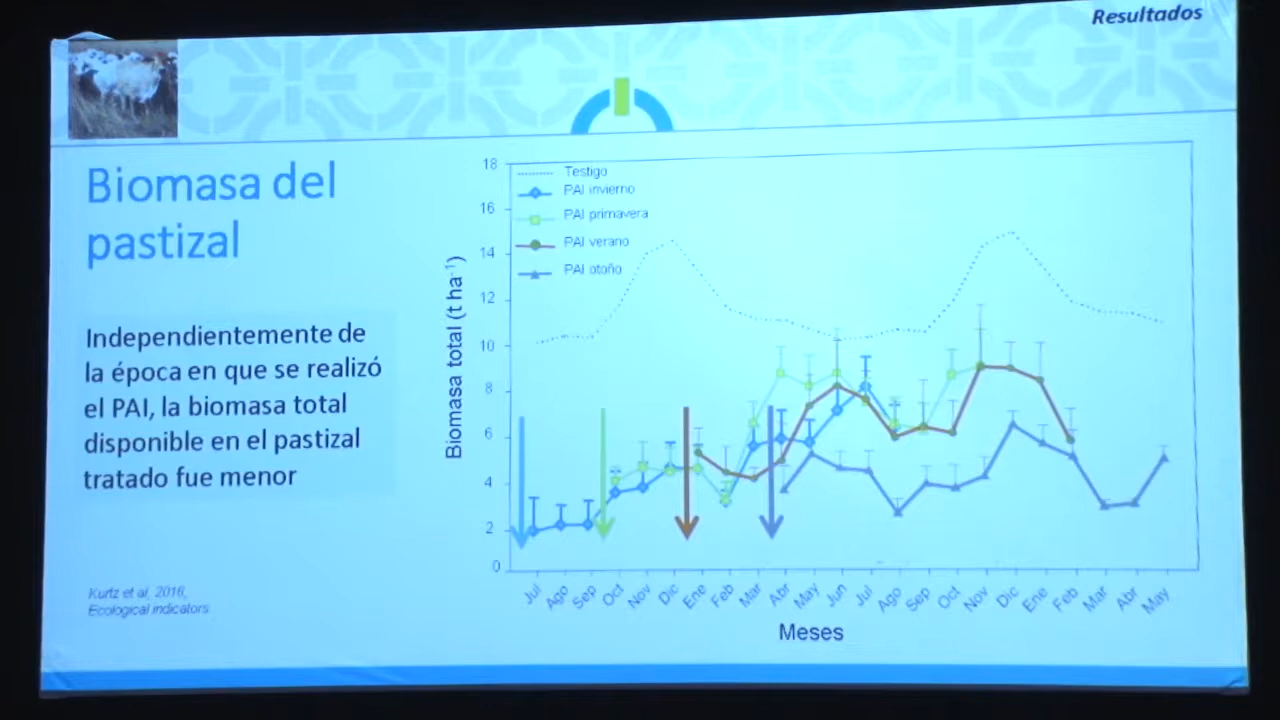 Resultados
Biomasa del
pastizal
Independientemente de
la época en que se realizó
el PAI, la biomasa total
disponible en el pastizal
tratado fue menor
Kurtz et al, 2016,
Ecological indicators
Biomasa total (t ha-1)
18
16
14
12
10
8
6
4
2
0
Testigo
PAI invierno
PAI primavera
PAI verano
PAI otoño
Jul Ago Sep Oct Nov Dic Ene Feb Mar Abr May Jun Jul Ago Sep Oct Nov Dic Ene Feb Mar Abr May
Meses